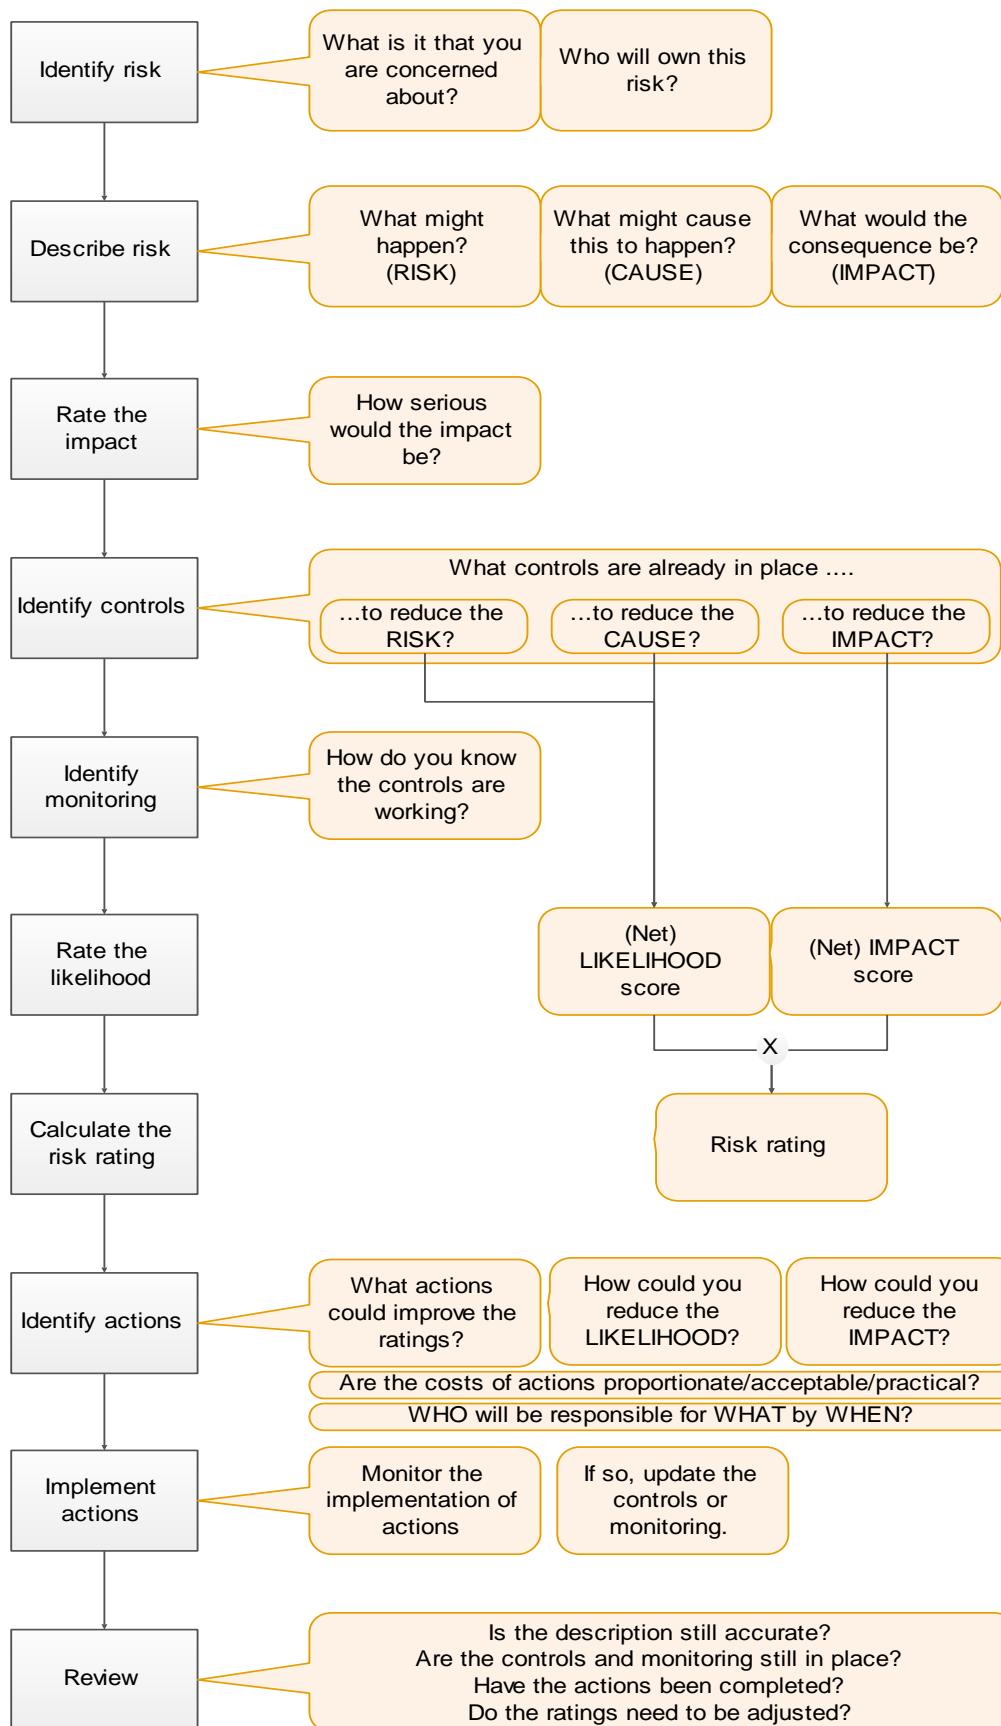 Identify risk
What is it that you
are concerned
about?
Who will own this
risk?
Describe risk
What might
happen?
(RISK)
What might cause
this to happen?
(CAUSE)
What would the
consequence be?
(IMPACT)
Rate the
impact
How serious
would the impact
be?
Identify controls
What controls are already in place ....
...to reduce the
RISK?
...to reduce the
CAUSE?
...to reduce the
IMPACT?
Identify
monitoring
How do you know
the controls are
working?
Rate the
likelihood
(Net)
LIKELIHOOD
score
(Net) IMPACT
score
X
Calculate the
risk rating
Risk rating
Identify actions
What actions
could improve the
ratings?
How could you
reduce the
LIKELIHOOD?
How could you
reduce the
IMPACT?
Are the costs of actions proportionate/acceptable/practical?
WHO will be responsible for WHAT by WHEN?
Implement
actions
Monitor the
implementation of
actions
If so, update the
controls or
monitoring.
Review
Is the description still accurate?
Are the controls and monitoring still in place?
Have the actions been completed?
Do the ratings need to be adjusted?